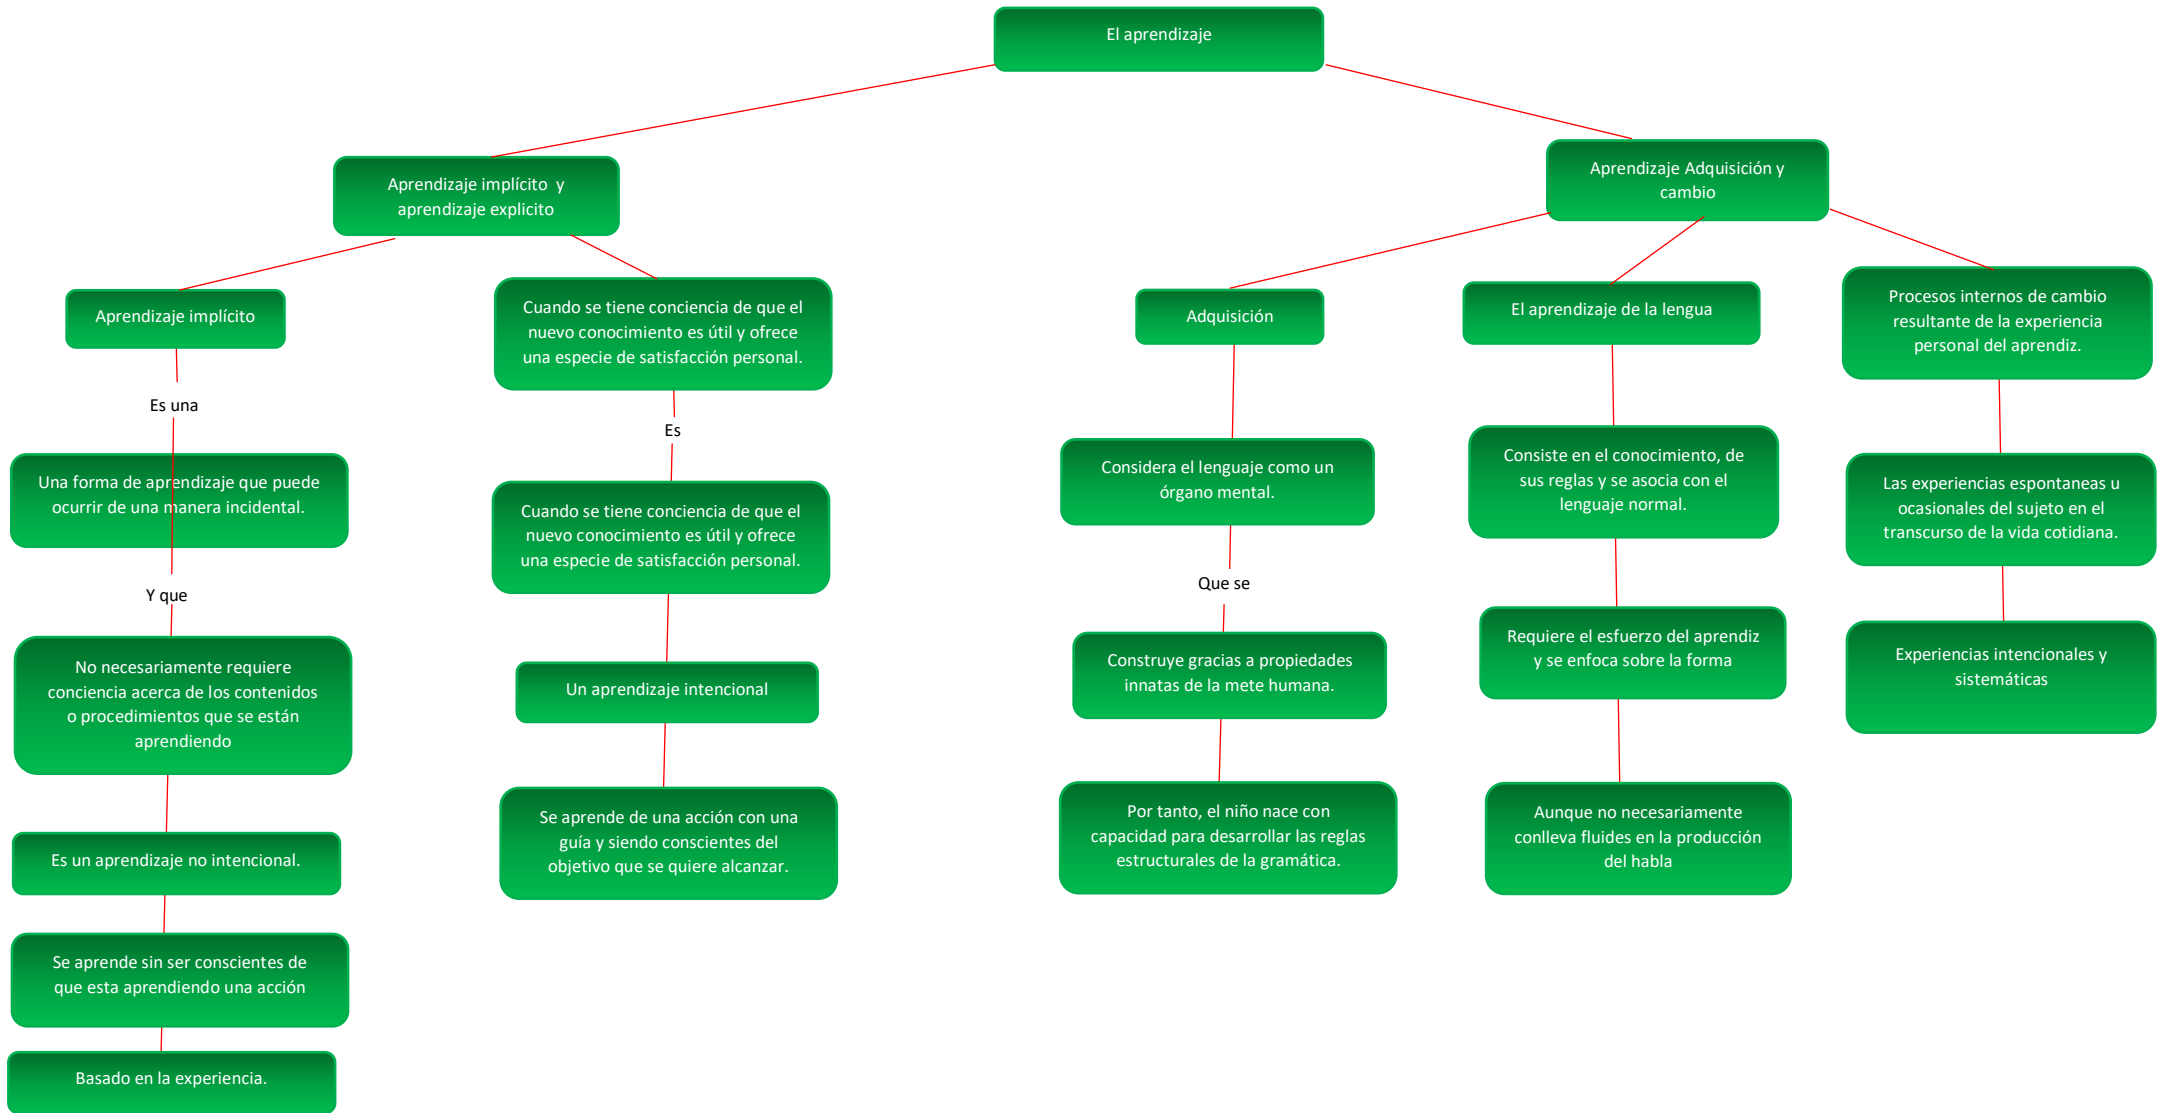 El aprendizaje
Aprendizaje implícito y
aprendizaje explicito
Aprendizaje implícito
Es una
Una forma de aprendizaje que puede
ocurrir de una manera incidental.
Y que
No necesariamente requiere
conciencia acerca de los contenidos
o procedimientos que se están
aprendiendo
Es un aprendizaje no intencional.
Se aprende sin ser conscientes de
que esta aprendiendo una acción
Basado en la experiencia.
Cuando se tiene conciencia de que el
nuevo conocimiento es útil y ofrece
una especie de satisfacción personal.
Es
Cuando se tiene conciencia de que el
nuevo conocimiento es útil y ofrece
una especie de satisfacción personal.
Un aprendizaje intencional
Se aprende de una acción con una
guía y siendo conscientes del
objetivo que se quiere alcanzar.
Aprendizaje Adquisición y
cambio
Adquisición
Considera el lenguaje como un
órgano mental.
Que se
Construye gracias a propiedades
innatas de la mete humana.
Por tanto, el niño nace con
capacidad para desarrollar las reglas
estructurales de la gramática.
El aprendizaje de la lengua
Consiste en el conocimiento, de
sus reglas y se asocia con el
lenguaje normal.
Requiere el esfuerzo del aprendiz
y se enfoca sobre la forma
Aunque no necesariamente
conlleva fluides en la producción
del habla
Procesos internos de cambio
resultante de la experiencia
personal del aprendiz.
Las experiencias espontaneas u
ocasionales del sujeto en el
transcurso de la vida cotidiana.
Experiencias intencionales y
sistemáticas